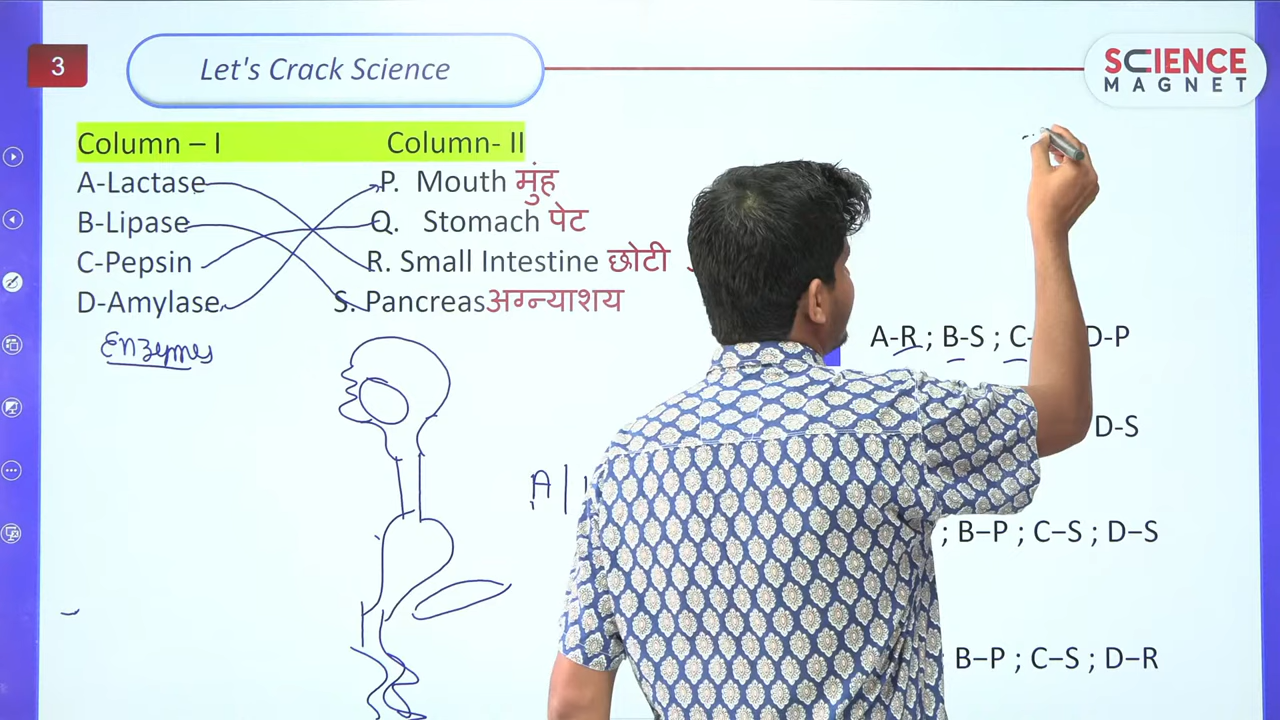 3 Let's Crack Science
SCIENCE
MAGNET
Column – I Column- II
A-Lactase P. Mouth मुंह
B-Lipase Q. Stomach पेट
C-Pepsin R. Small Intestine छोटी
D-Amylase S. Pancreas अग्न्याशय
Enzymes
A-R ; B-S ; C- D-P
D-S
A
; B–P ; C–S ; D–S
B–P ; C–S ; D–R